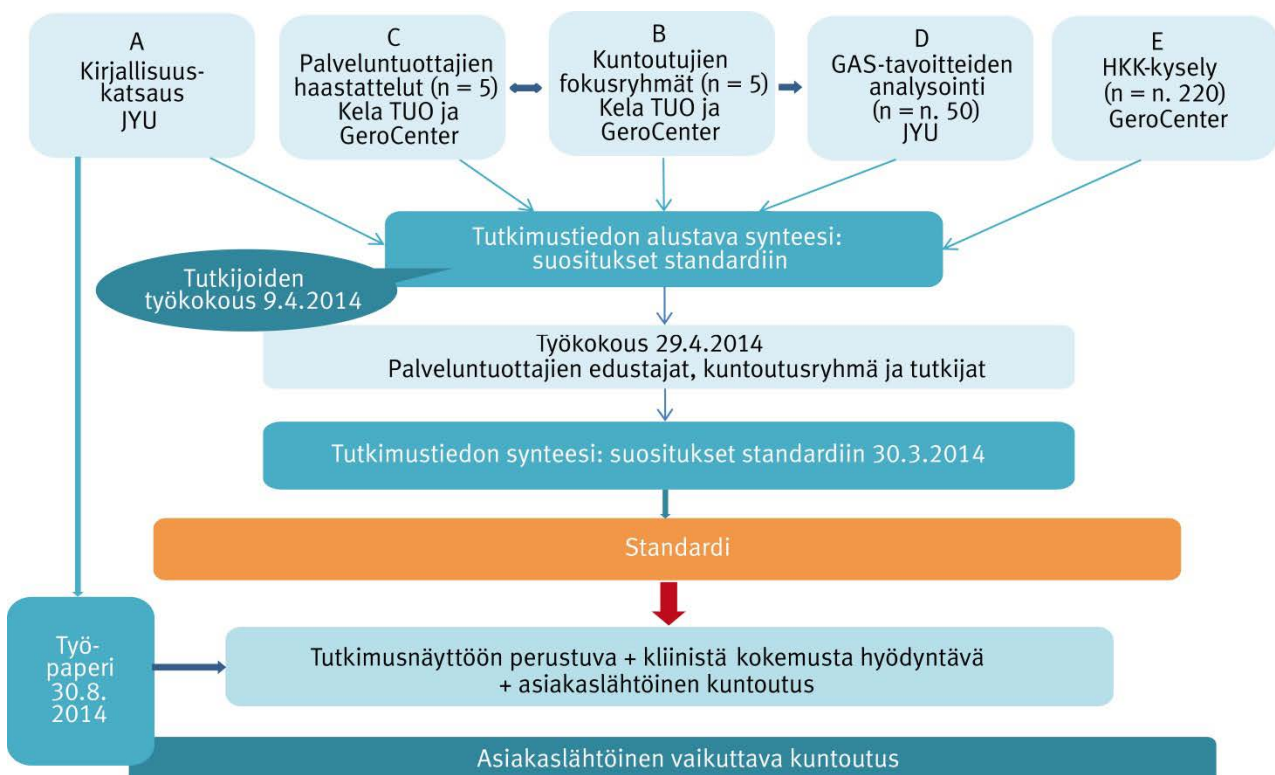 A
Kirjallisuus-
katsaus
JYU
C
Palveluntuottajien
haastattelut (n = 5)
Kela TUO ja
GeroCenter
B
Kuntoutujien
fokusryhmät (n = 5)
Kela TUO ja
GeroCenter
D
GAS-tavoitteiden
analysointi
(n = n. 50)
JYU
E
HKK-kysely
(n = n. 220)
GeroCenter
Tutkimustiedon alustava synteesi:
suositukset standardiin
Tutkijoiden
työkokous 9.4.2014
Työkokous 29.4.2014
Palveluntuottajien edustajat, kuntoutusryhmä ja tutkijat
Tutkimustiedon synteesi: suositukset standardiin 30.3.2014
Standardi
Työ-
paperi
30.8.
2014
Tutkimusnäyttöön perustuva + kliinistä kokemusta hyödyntävä
+ asiakaslähtöinen kuntoutus
Asiakaslähtöinen vaikuttava kuntoutus